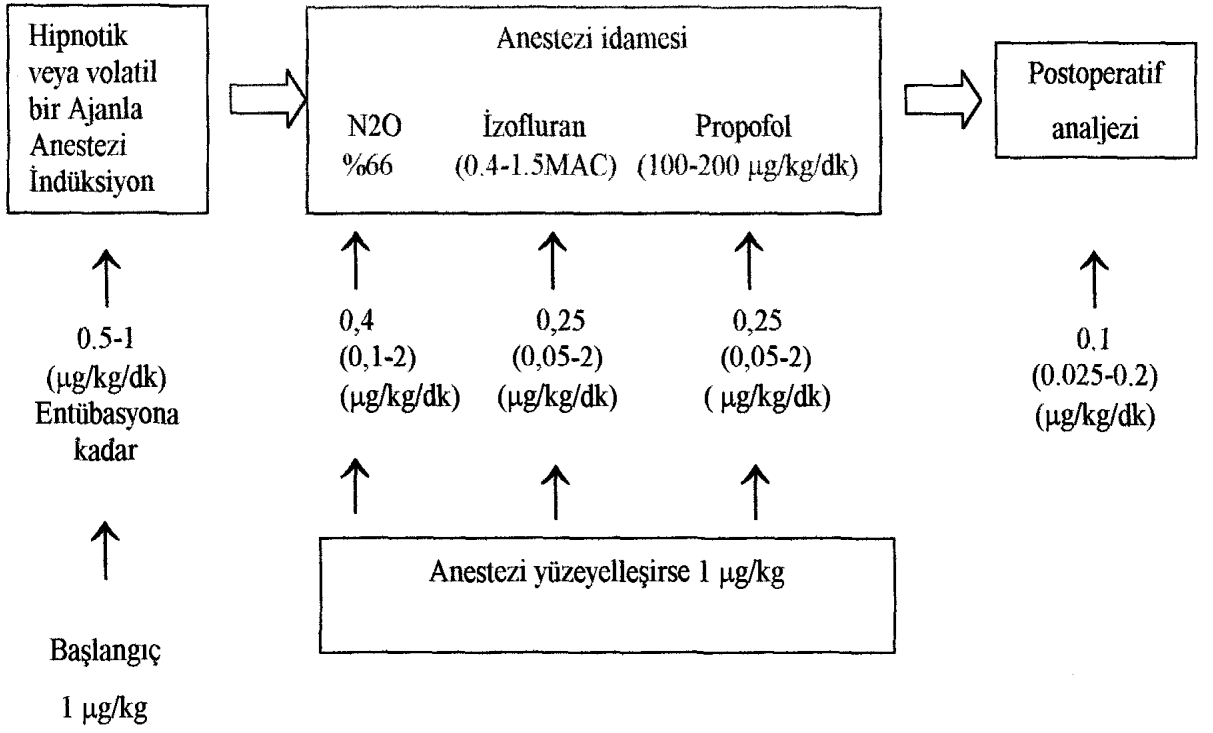 Hipnotik
veya volatil
bir Ajanla
Anestezi
İndüksiyon
Anestezi idamesi
N2O İzofluran Propofol
%66 (0.4-1.5MAC) (100-200 µg/kg/dk)
Postoperatif
analjezi
0.5-1
(µg/kg/dk)
Entübasyona
kadar
0,4
(0,1-2)
(µg/kg/dk)
0,25
(0,05-2)
(µg/kg/dk)
0,25
(0,05-2)
( µg/kg/dk)
0,1
(0.025-0.2)
(µg/kg/dk)
Anestezi yüzeyelleşirse 1 µg/kg
Başlangıç
1 µg/kg